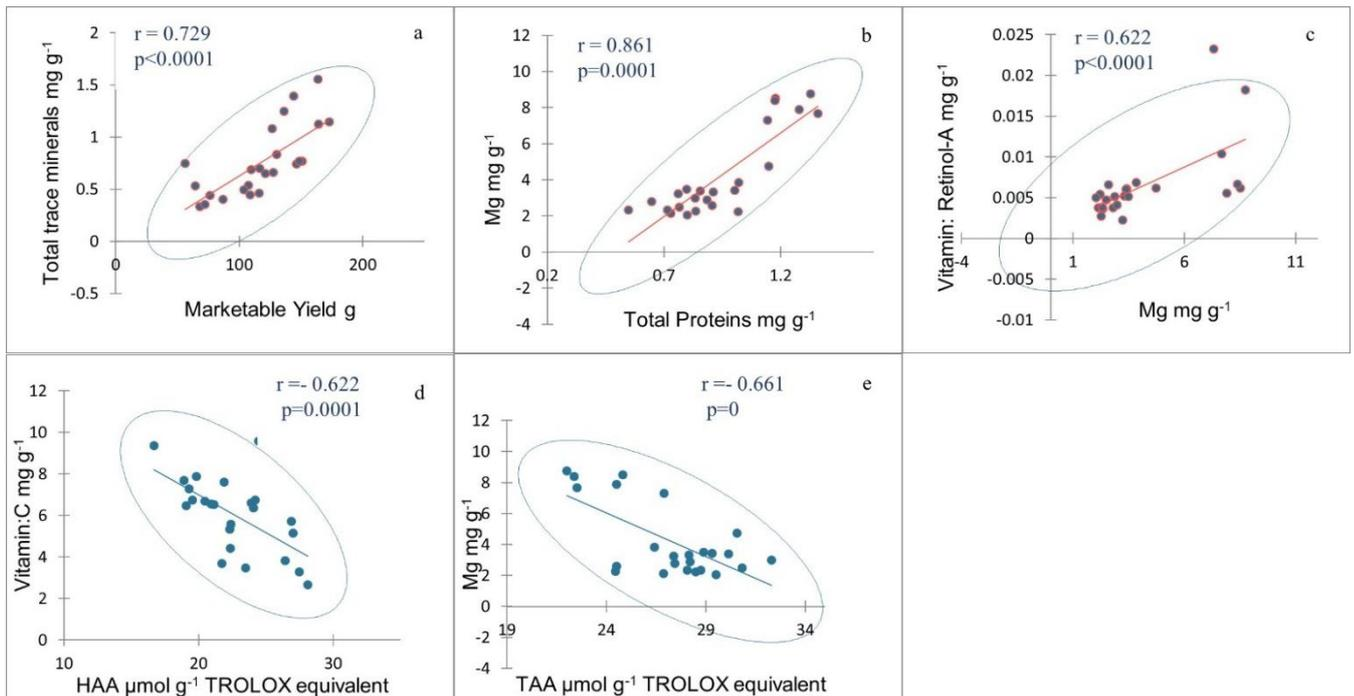 r = 0.729
p<0.0001
a
Total trace minerals mg g⁻¹
2
1.5
1
0.5
0
-0.5
0
100
200
Marketable Yield g
r = 0.861
p=0.0001
b
Mg mg g⁻¹
12
10
8
6
4
2
0
-2
-4
0.2
0.7
1.2
Total Proteins mg g⁻¹
r = 0.622
p<0.0001
c
Vitamin: Retinol-A mg g⁻¹
0.025
0.02
0.015
0.01
0.005
0
-0.005
-0.01
-4
1
6
11
Mg mg g⁻¹
r =- 0.622
p=0.0001
d
Vitamin:C mg g⁻¹
12
10
8
6
4
2
0
10
20
30
HAA µmol g⁻¹ TROLOX equivalent
r =- 0.661
p=0
e
Mg mg g⁻¹
12
10
8
6
4
2
0
-2
-4
19
24
29
34
TAA µmol g⁻¹ TROLOX equivalent